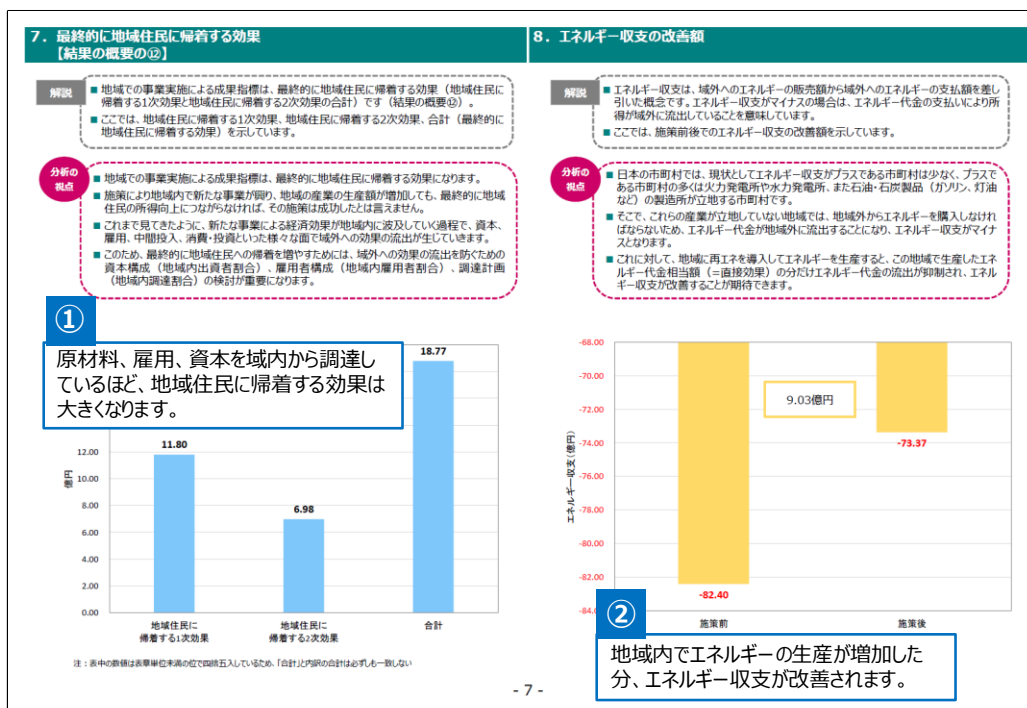 7．最終的に地域住民に帰着する効果
【結果の概要の⑫】
解説
■ 地域での事業実施による成果指標は、最終的に地域住民に帰着する効果（地域住民に
帰着する1次効果と地域住民に帰着する2次効果の合計）です（結果の概要⑫）。
■ ここでは、地域住民に帰着する1次効果、地域住民に帰着する2次効果、合計（最終的に
地域住民に帰着する効果）を示しています。
分析の
視点
■ 地域での事業実施による成果指標は、最終的に地域住民に帰着する効果になります。
■ 施策により地域内で新たな事業が興り、地域の産業の生産額が増加しても、最終的に地域
住民の所得向上につながらなければ、その施策は成功したとは言えません。
■ これまで見てきたように、新たな事業による経済効果が地域内に波及していく過程で、資本、
雇用、中間投入、消費・投資といった様々な面で域外への効果の流出が生じていきます。
■ このため、最終的に地域住民への帰着を増やすためには、域外への効果の流出を防ぐための
資本構成（地域内出資者割合）、雇用者構成（地域内雇用者割合）、調達計画
（地域内調達割合）の検討が重要になります。
①
原材料、雇用、資本を域内から調達し
ているほど、地域住民に帰着する効果は
大きくなります。
18.77
11.80
6.98
億円
12.00
10.00
8.00
6.00
4.00
2.00
0.00
地域住民に
帰着する1次効果
地域住民に
帰着する2次効果
合計
注：表中の数値は表章単位未満の位で四捨五入しているため、「合計」と内訳の合計は必ずしも一致しない
8．エネルギー収支の改善額
解説
■ エネルギー収支は、域外へのエネルギーの販売額から域外へのエネルギーの支払額を差し
引いた概念です。エネルギー収支がマイナスの場合は、エネルギー代金の支払いにより所
得が域外に流出していることを意味しています。
■ ここでは、施策前後でのエネルギー収支の改善額を示しています。
分析の
視点
■ 日本の市町村では、現状としてエネルギー収支がプラスである市町村は少なく、プラスで
ある市町村の多くは火力発電所や水力発電所、また石油・石炭製品（ガソリン、灯油
など）の製造所が立地する市町村です。
■ そこで、これらの産業が立地していない地域では、地域外からエネルギーを購入しなけれ
ばならないため、エネルギー代金が地域外に流出することになり、エネルギー収支がマイナ
スとなります。
■ これに対して、地域に再エネを導入してエネルギーを生産すると、この地域で生産したエネ
ルギー代金相当額（＝直接効果）の分だけエネルギー代金の流出が抑制され、エネル
ギー収支が改善することが期待できます。
エネルギー収支(億円)
-68.00
-70.00
-72.00
-74.00
-76.00
-78.00
-80.00
-82.00
-84.00
9.03億円
-73.37
-82.40
施策前
施策後
②
地域内でエネルギーの生産が増加した
分、エネルギー収支が改善されます。
- 7 -